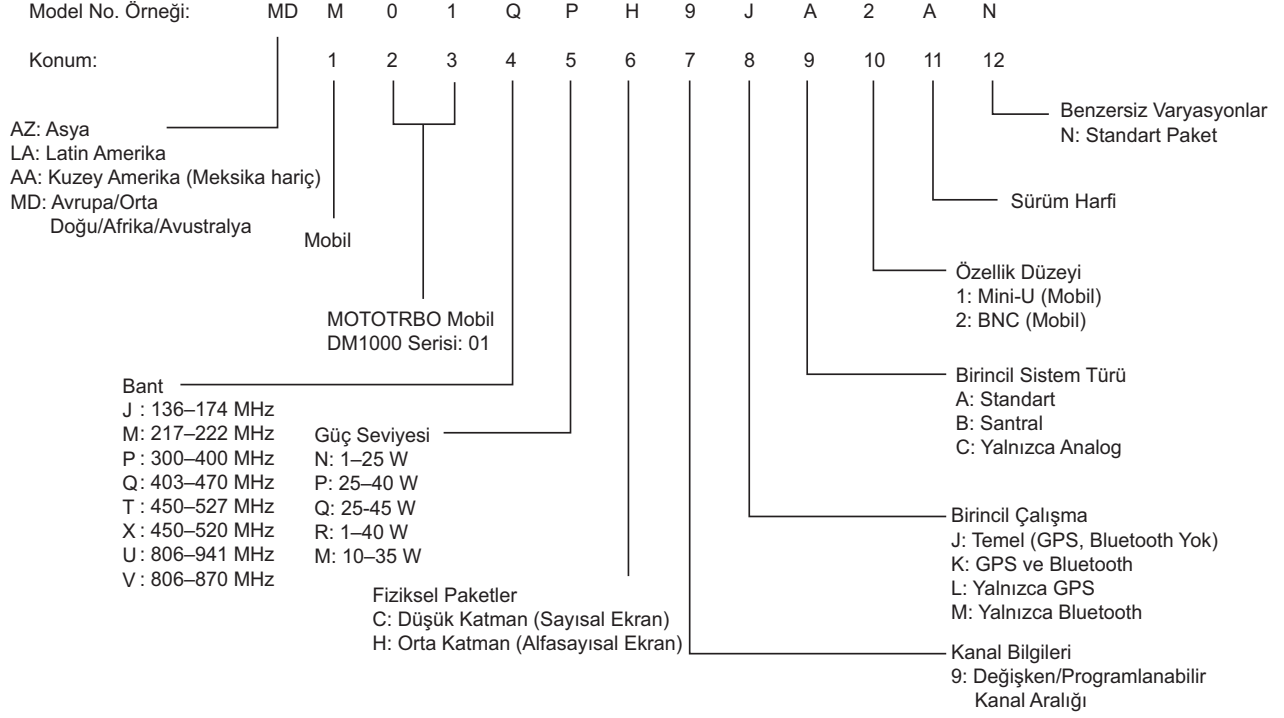 Model No. Örneği: MD M 0 1 Q P H 9 J A 2 A N
Konum: 1 2 3 4 5 6 7 8 9 10 11 12
AZ: Asya
LA: Latin Amerika
AA: Kuzey Amerika (Meksika hariç)
MD: Avrupa/Orta
Doğu/Afrika/Avustralya
Mobil
MOTOTRBO Mobil
DM1000 Serisi: 01
Bant
J : 136–174 MHz
M: 217–222 MHz
P : 300–400 MHz
Q : 403–470 MHz
T : 450–527 MHz
X : 450–520 MHz
U : 806–941 MHz
V : 806–870 MHz
Güç Seviyesi
N: 1–25 W
P: 25–40 W
Q: 25-45 W
R: 1–40 W
M: 10–35 W
Fiziksel Paketler
C: Düşük Katman (Sayısal Ekran)
H: Orta Katman (Alfasayısal Ekran)
Benzersiz Varyasyonlar
N: Standart Paket
Sürüm Harfi
Özellik Düzeyi
1: Mini-U (Mobil)
2: BNC (Mobil)
Birincil Sistem Türü
A: Standart
B: Santral
C: Yalnızca Analog
Birincil Çalışma
J: Temel (GPS, Bluetooth Yok)
K: GPS ve Bluetooth
L: Yalnızca GPS
M: Yalnızca Bluetooth
Kanal Bilgileri
9: Değişken/Programlanabilir
Kanal Aralığı